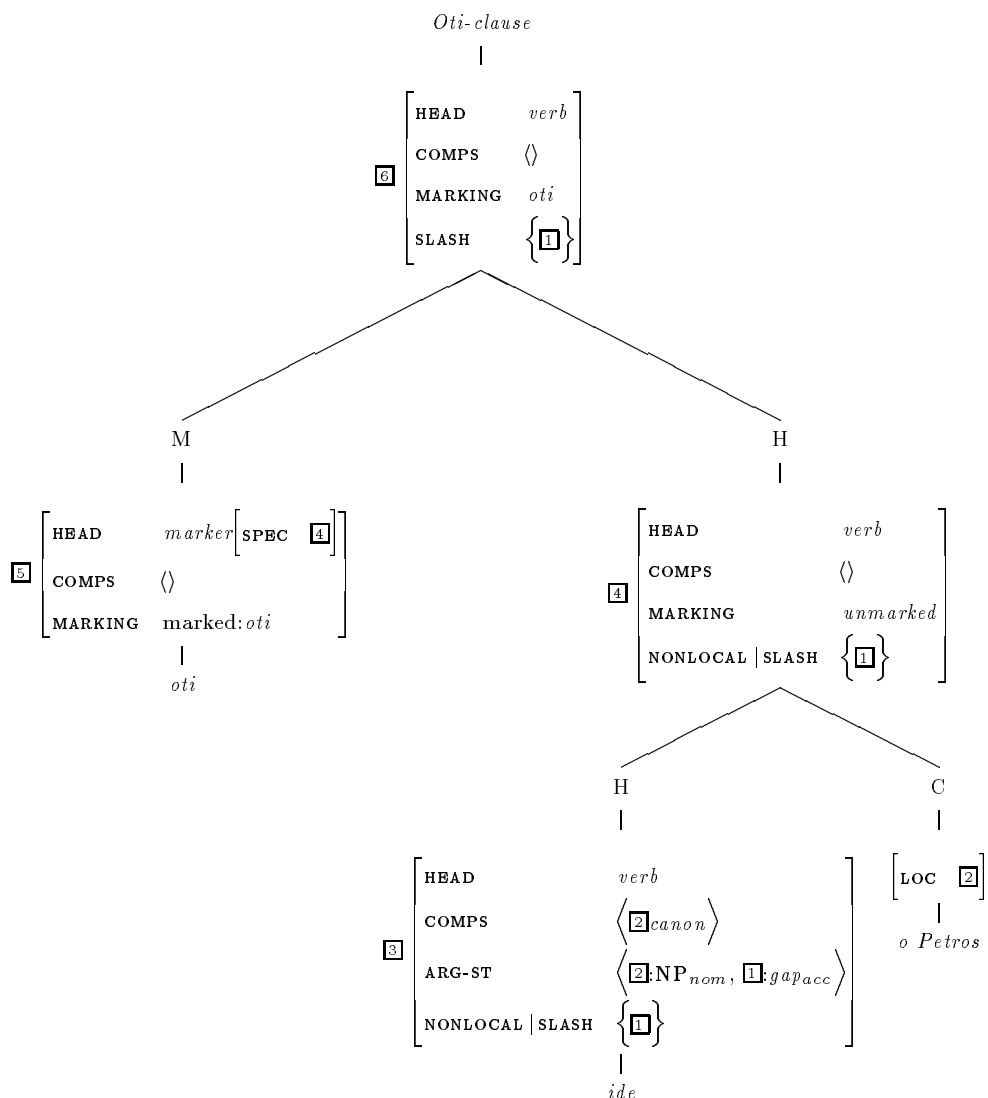 Oti-clause
HEAD verb
COMPS ⟨⟩
6
MARKING oti
SLASH {1}
M H
HEAD marker[SPEC 4]
5
COMPS ⟨⟩
MARKING marked:oti
oti
HEAD verb
COMPS ⟨⟩
4
MARKING unmarked
NONLOCAL|SLASH {1}
H C
HEAD verb
COMPS ⟨2canon⟩
3
ARG-ST ⟨2:NPnom, 1:gapacc⟩
NONLOCAL|SLASH {1}
ide
[LOC 2]
o Petros